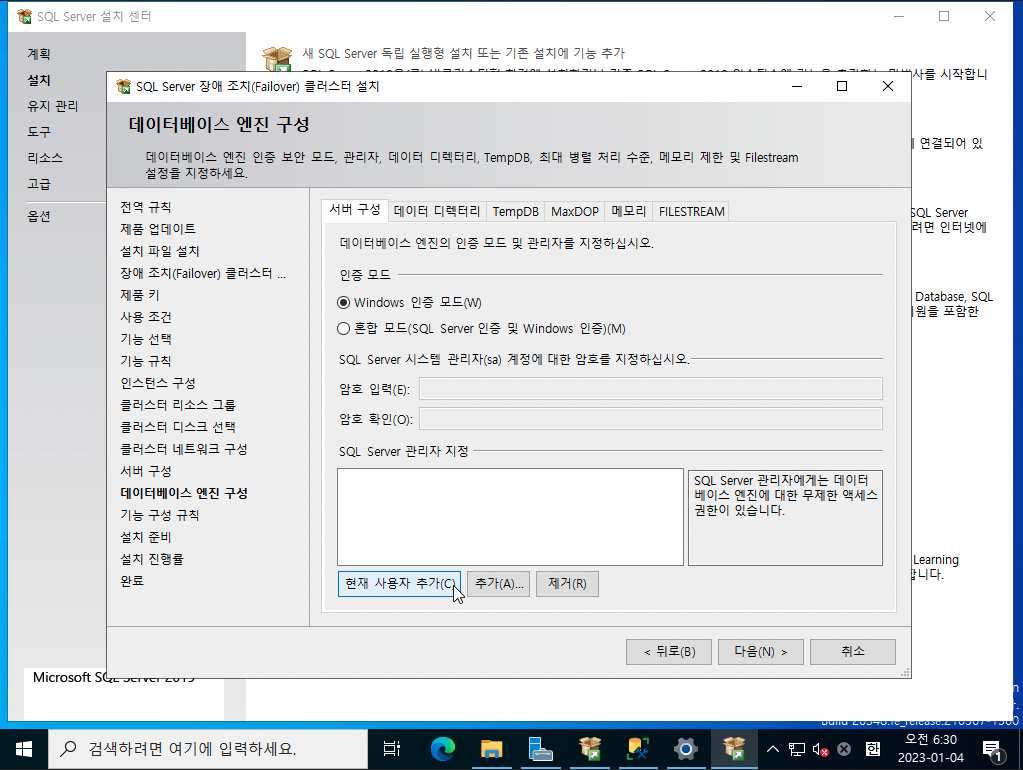 SQL Server 설치 센터
계획
설치
유지 관리
도구
리소스
고급
옵션
새 SQL Server 독립 실행형 설치 또는 기존 설치에 기능 추가
사를 시작합니
연결되어 있
SQL Server
려면 인터넷에
Database, SQL
원을 포함한
Learning
합니다.
Microsoft SQL Server 2019
SQL Server 장애 조치(Failover) 클러스터 설치
데이터베이스 엔진 구성
데이터베이스 엔진 인증 보안 모드, 관리자, 데이터 디렉터리, TempDB, 최대 병렬 처리 수준, 메모리 제한 및 Filestream
설정을 지정하세요.
전역 규칙
제품 업데이트
설치 파일 설치
장애 조치(Failover) 클러스터 ...
제품 키
사용 조건
기능 선택
기능 규칙
인스턴스 구성
클러스터 리소스 그룹
클러스터 디스크 선택
클러스터 네트워크 구성
서버 구성
데이터베이스 엔진 구성
기능 구성 규칙
설치 준비
설치 진행률
완료
서버 구성 데이터 디렉터리 TempDB MaxDOP 메모리 FILESTREAM
데이터베이스 엔진의 인증 모드 및 관리자를 지정하십시오.
인증 모드
Windows 인증 모드(W)
혼합 모드(SQL Server 인증 및 Windows 인증)(M)
SQL Server 시스템 관리자(sa) 계정에 대한 암호를 지정하십시오.
암호 입력(E):
암호 확인(O):
SQL Server 관리자 지정
SQL Server 관리자에게는 데이터
베이스 엔진에 대한 무제한 액세스
권한이 있습니다.
현재 사용자 추가(C) 추가(A)... 제거(R)
< 뒤로(B) 다음(N) > 취소
검색하려면 여기에 입력하세요.
한
오전 6:30
2023-01-04
1